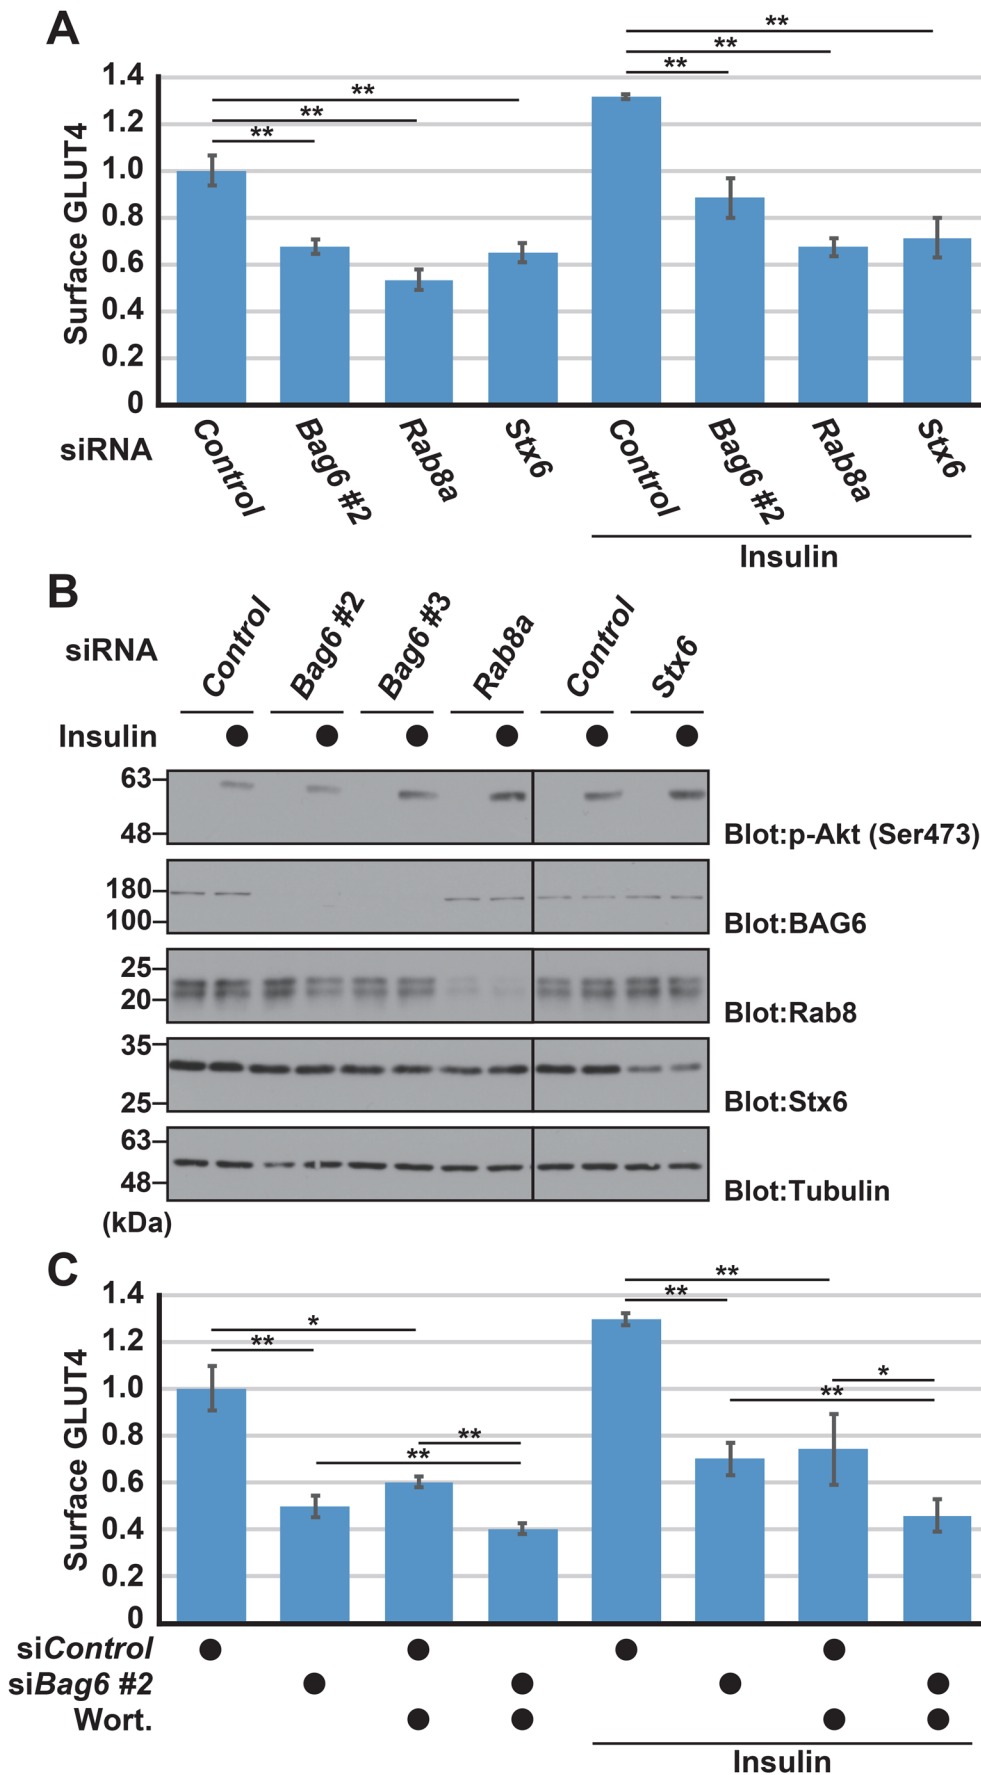 A
** ** **
** ** **
1.4
1.2
1.0
0.8
0.6
0.4
0.2
0
Surface GLUT4
siRNA
Control Bag6 #2 Rab8a Stx6 Control Bag6 #2 Rab8a Stx6
Insulin
B
siRNA
Control Bag6 #2 Bag6 #3 Rab8a Control Stx6
Insulin
63
48
Blot:p-Akt (Ser473)
180
100
Blot:BAG6
25
20
Blot:Rab8
35
25
Blot:Stx6
63
48
Blot:Tubulin
(kDa)
C
* ** ** **
** ** * **
1.4
1.2
1.0
0.8
0.6
0.4
0.2
0
Surface GLUT4
siControl
siBag6 #2
Wort.
Insulin